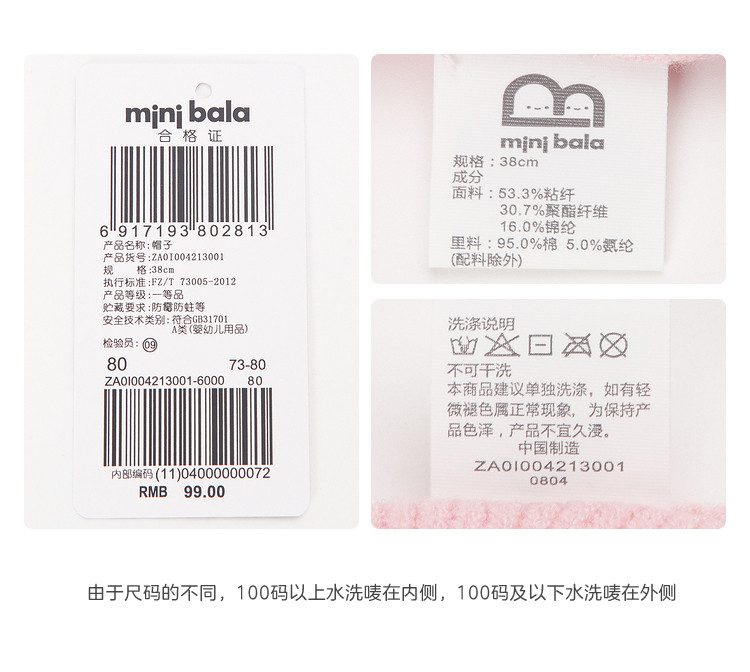 mini bala
合格证
6 917193 802813
产品名称:帽子
产品货号:ZA0I004213001
规 格:38cm
执行标准:FZ/T 73005-2012
产品等级:一等品
贮藏要求:防霉防蛀等
安全技术类别:符合GB31701
A类(婴幼儿用品)
检验员: 09
80 73-80
ZA0I004213001-6000 80
内部编码(11)04000000072
RMB 99.00
mini bala
规格：38cm
成分
面料：53.3%粘纤
30.7%聚酯纤维
16.0%锦纶
里料：95.0%棉 5.0%氨纶
(配料除外)
洗涤说明
不可干洗
本商品建议单独洗涤，如有轻
微褪色属正常现象，为保持产
品色泽，产品不宜久浸。
中国制造
ZA0I004213001
0804
由于尺码的不同，100码以上水洗唛在内侧，100码及以下水洗唛在外侧